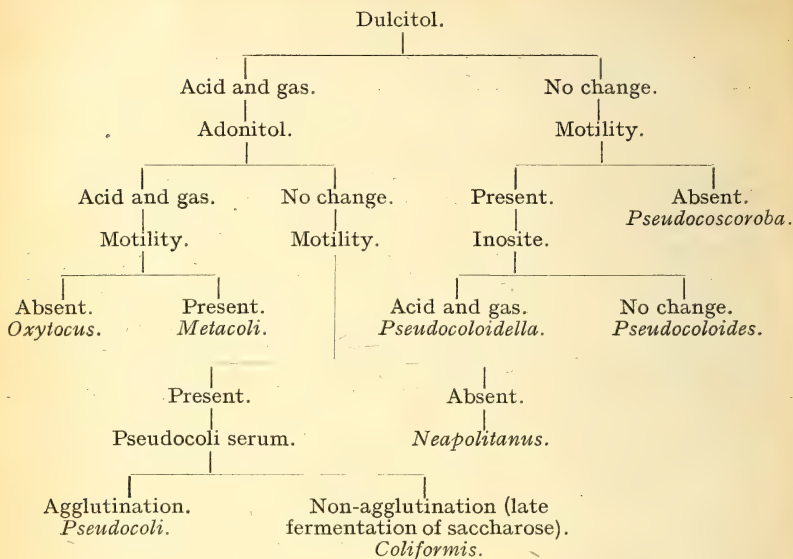 Dulcitol.
Acid and gas. No change.
Adonitol. Motility.
Acid and gas. No change. Present. Absent.
Pseudocoscoroba.
Motility. Motility. Inosite.
Absent. Present. Acid and gas. No change.
Oxytocus. Metacoli. Pseudocoloidella. Pseudocoloides.
Present. Absent.
Pseudocoli serum. Neapolitanus.
Agglutination. Non-agglutination (late
Pseudocoli. fermentation of saccharose).
Coliformis.